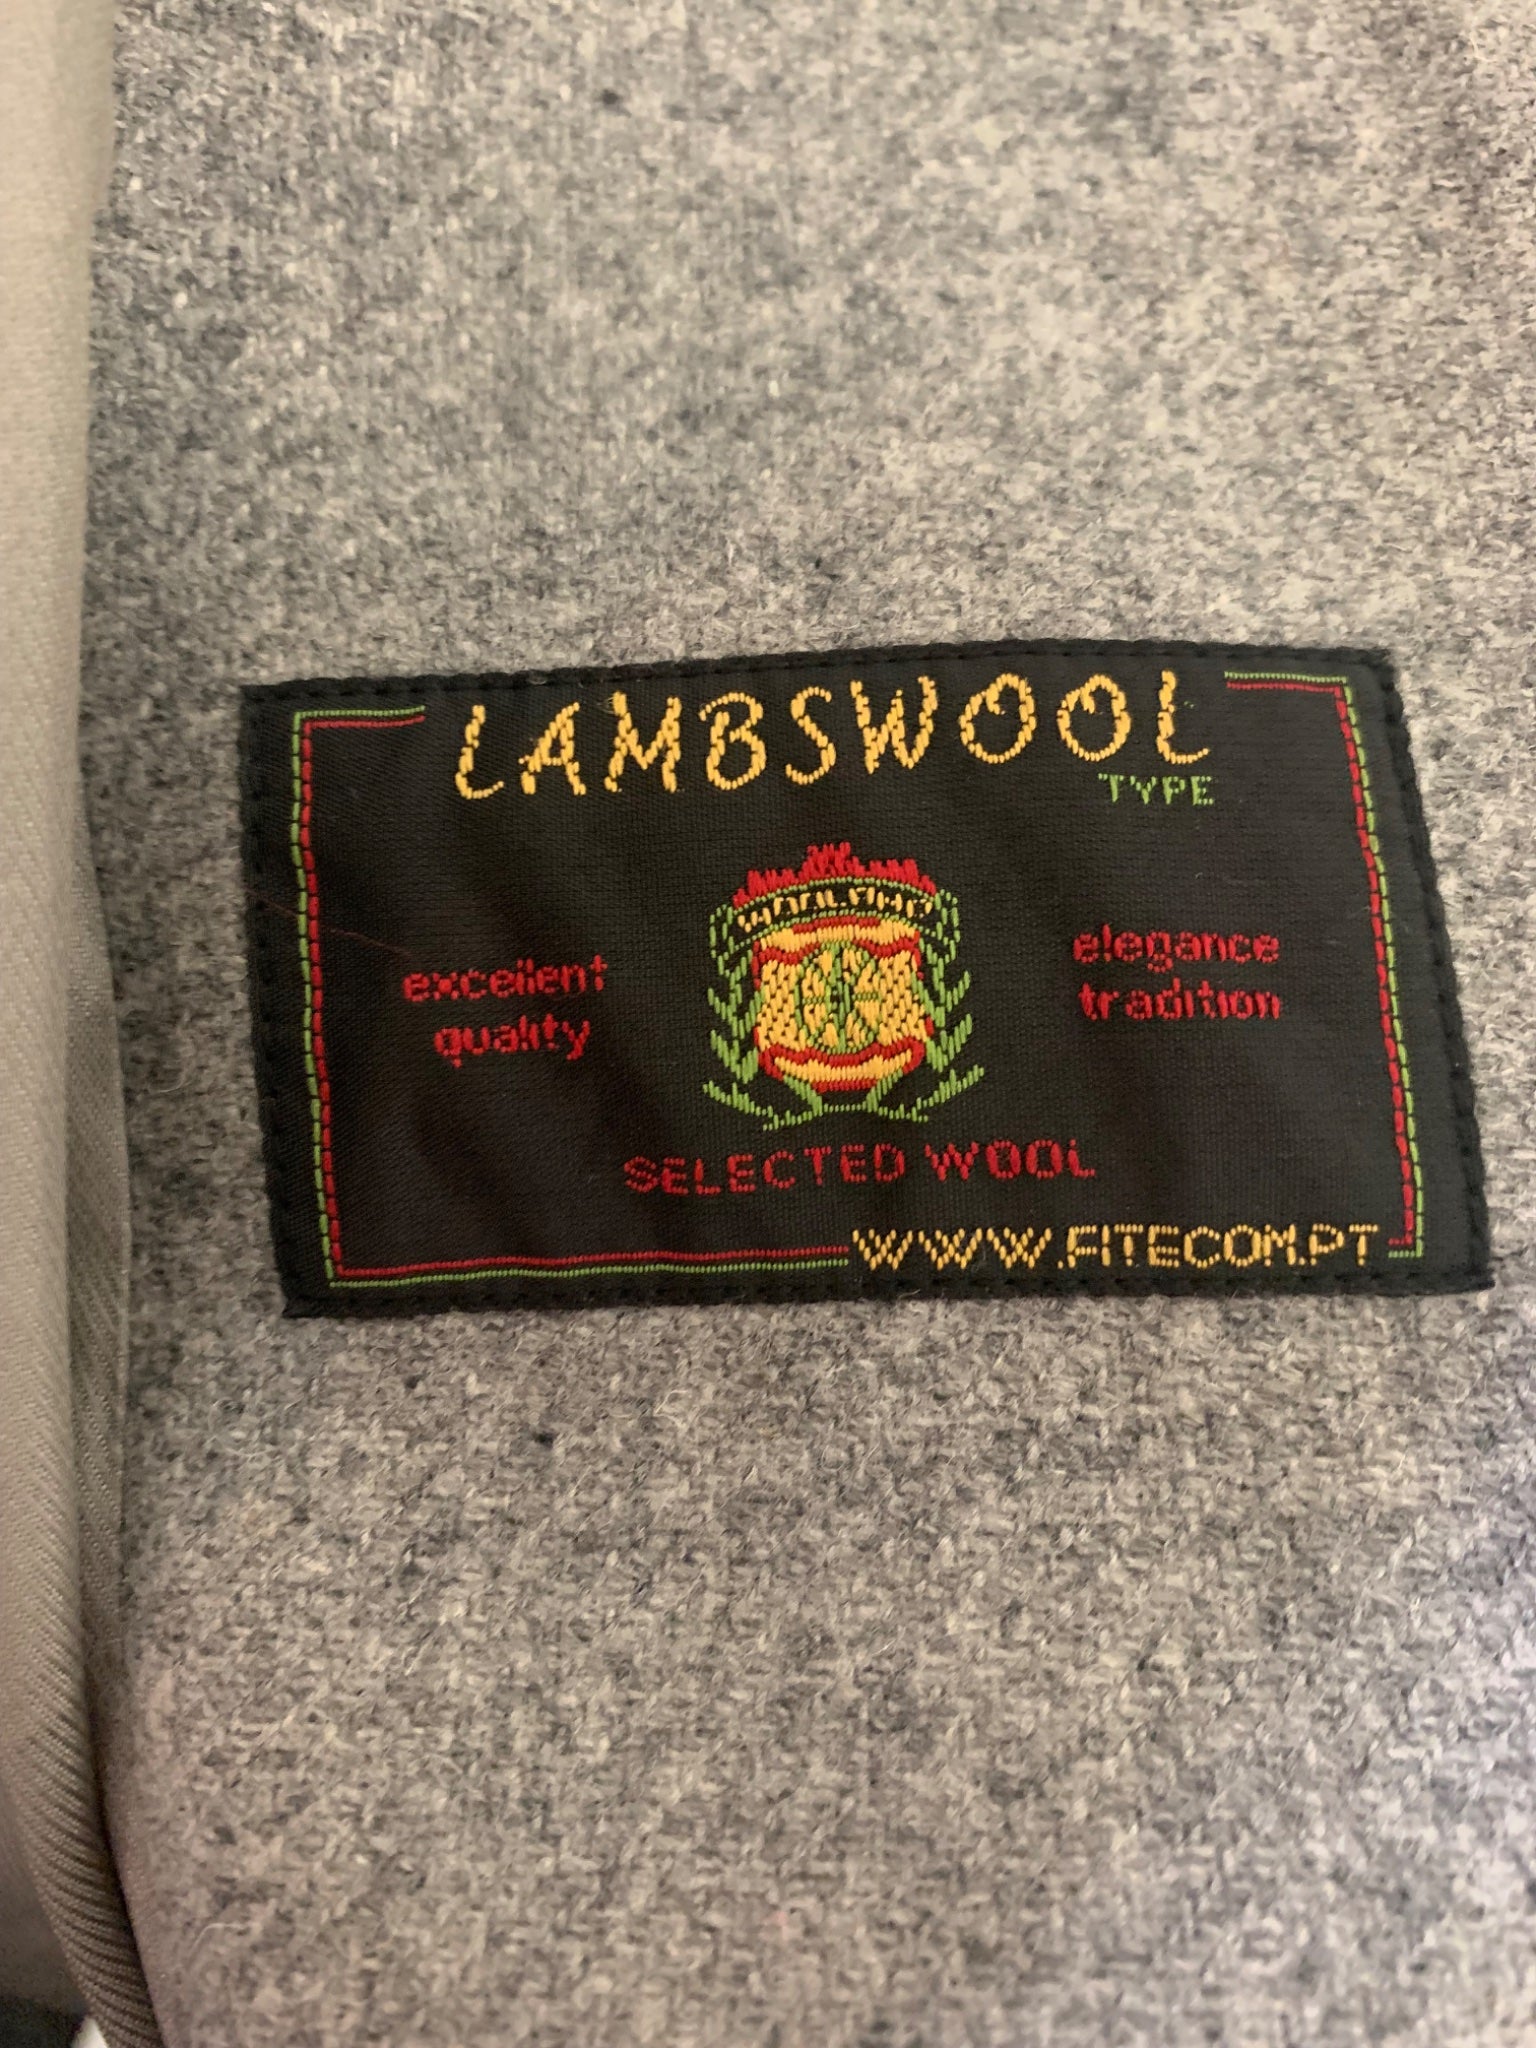 LAMBSWOOL
TYPE
excellent
quality
elegance
tradition
SELECTED WOOL
WWW.FITECOM.PT